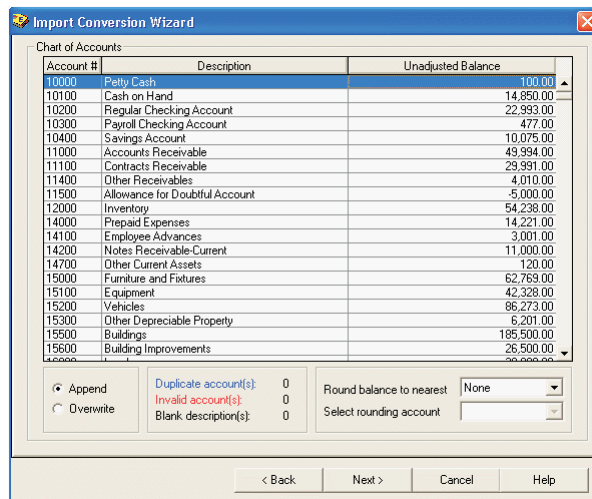 Import Conversion Wizard
Chart of Accounts
Account # Description Unadjusted Balance
10000 Petty Cash 100.00
10100 Cash on Hand 14,850.00
10200 Regular Checking Account 22,993.00
10300 Payroll Checking Account 477.00
10400 Savings Account 10,075.00
11000 Accounts Receivable 49,994.00
11100 Contracts Receivable 29,991.00
11400 Other Receivables 4,010.00
11500 Allowance for Doubtful Account -5,000.00
12000 Inventory 54,238.00
14000 Prepaid Expenses 14,221.00
14100 Employee Advances 3,001.00
14200 Notes Receivable-Current 11,000.00
14700 Other Current Assets 120.00
15000 Furniture and Fixtures 62,769.00
15100 Equipment 42,328.00
15200 Vehicles 86,273.00
15300 Other Depreciable Property 6,201.00
15500 Buildings 185,500.00
15600 Building Improvements 26,500.00
Append
Overwrite
Duplicate account(s): 0
Invalid account(s): 0
Blank description(s): 0
Round balance to nearest None
Select rounding account
< Back Next > Cancel Help